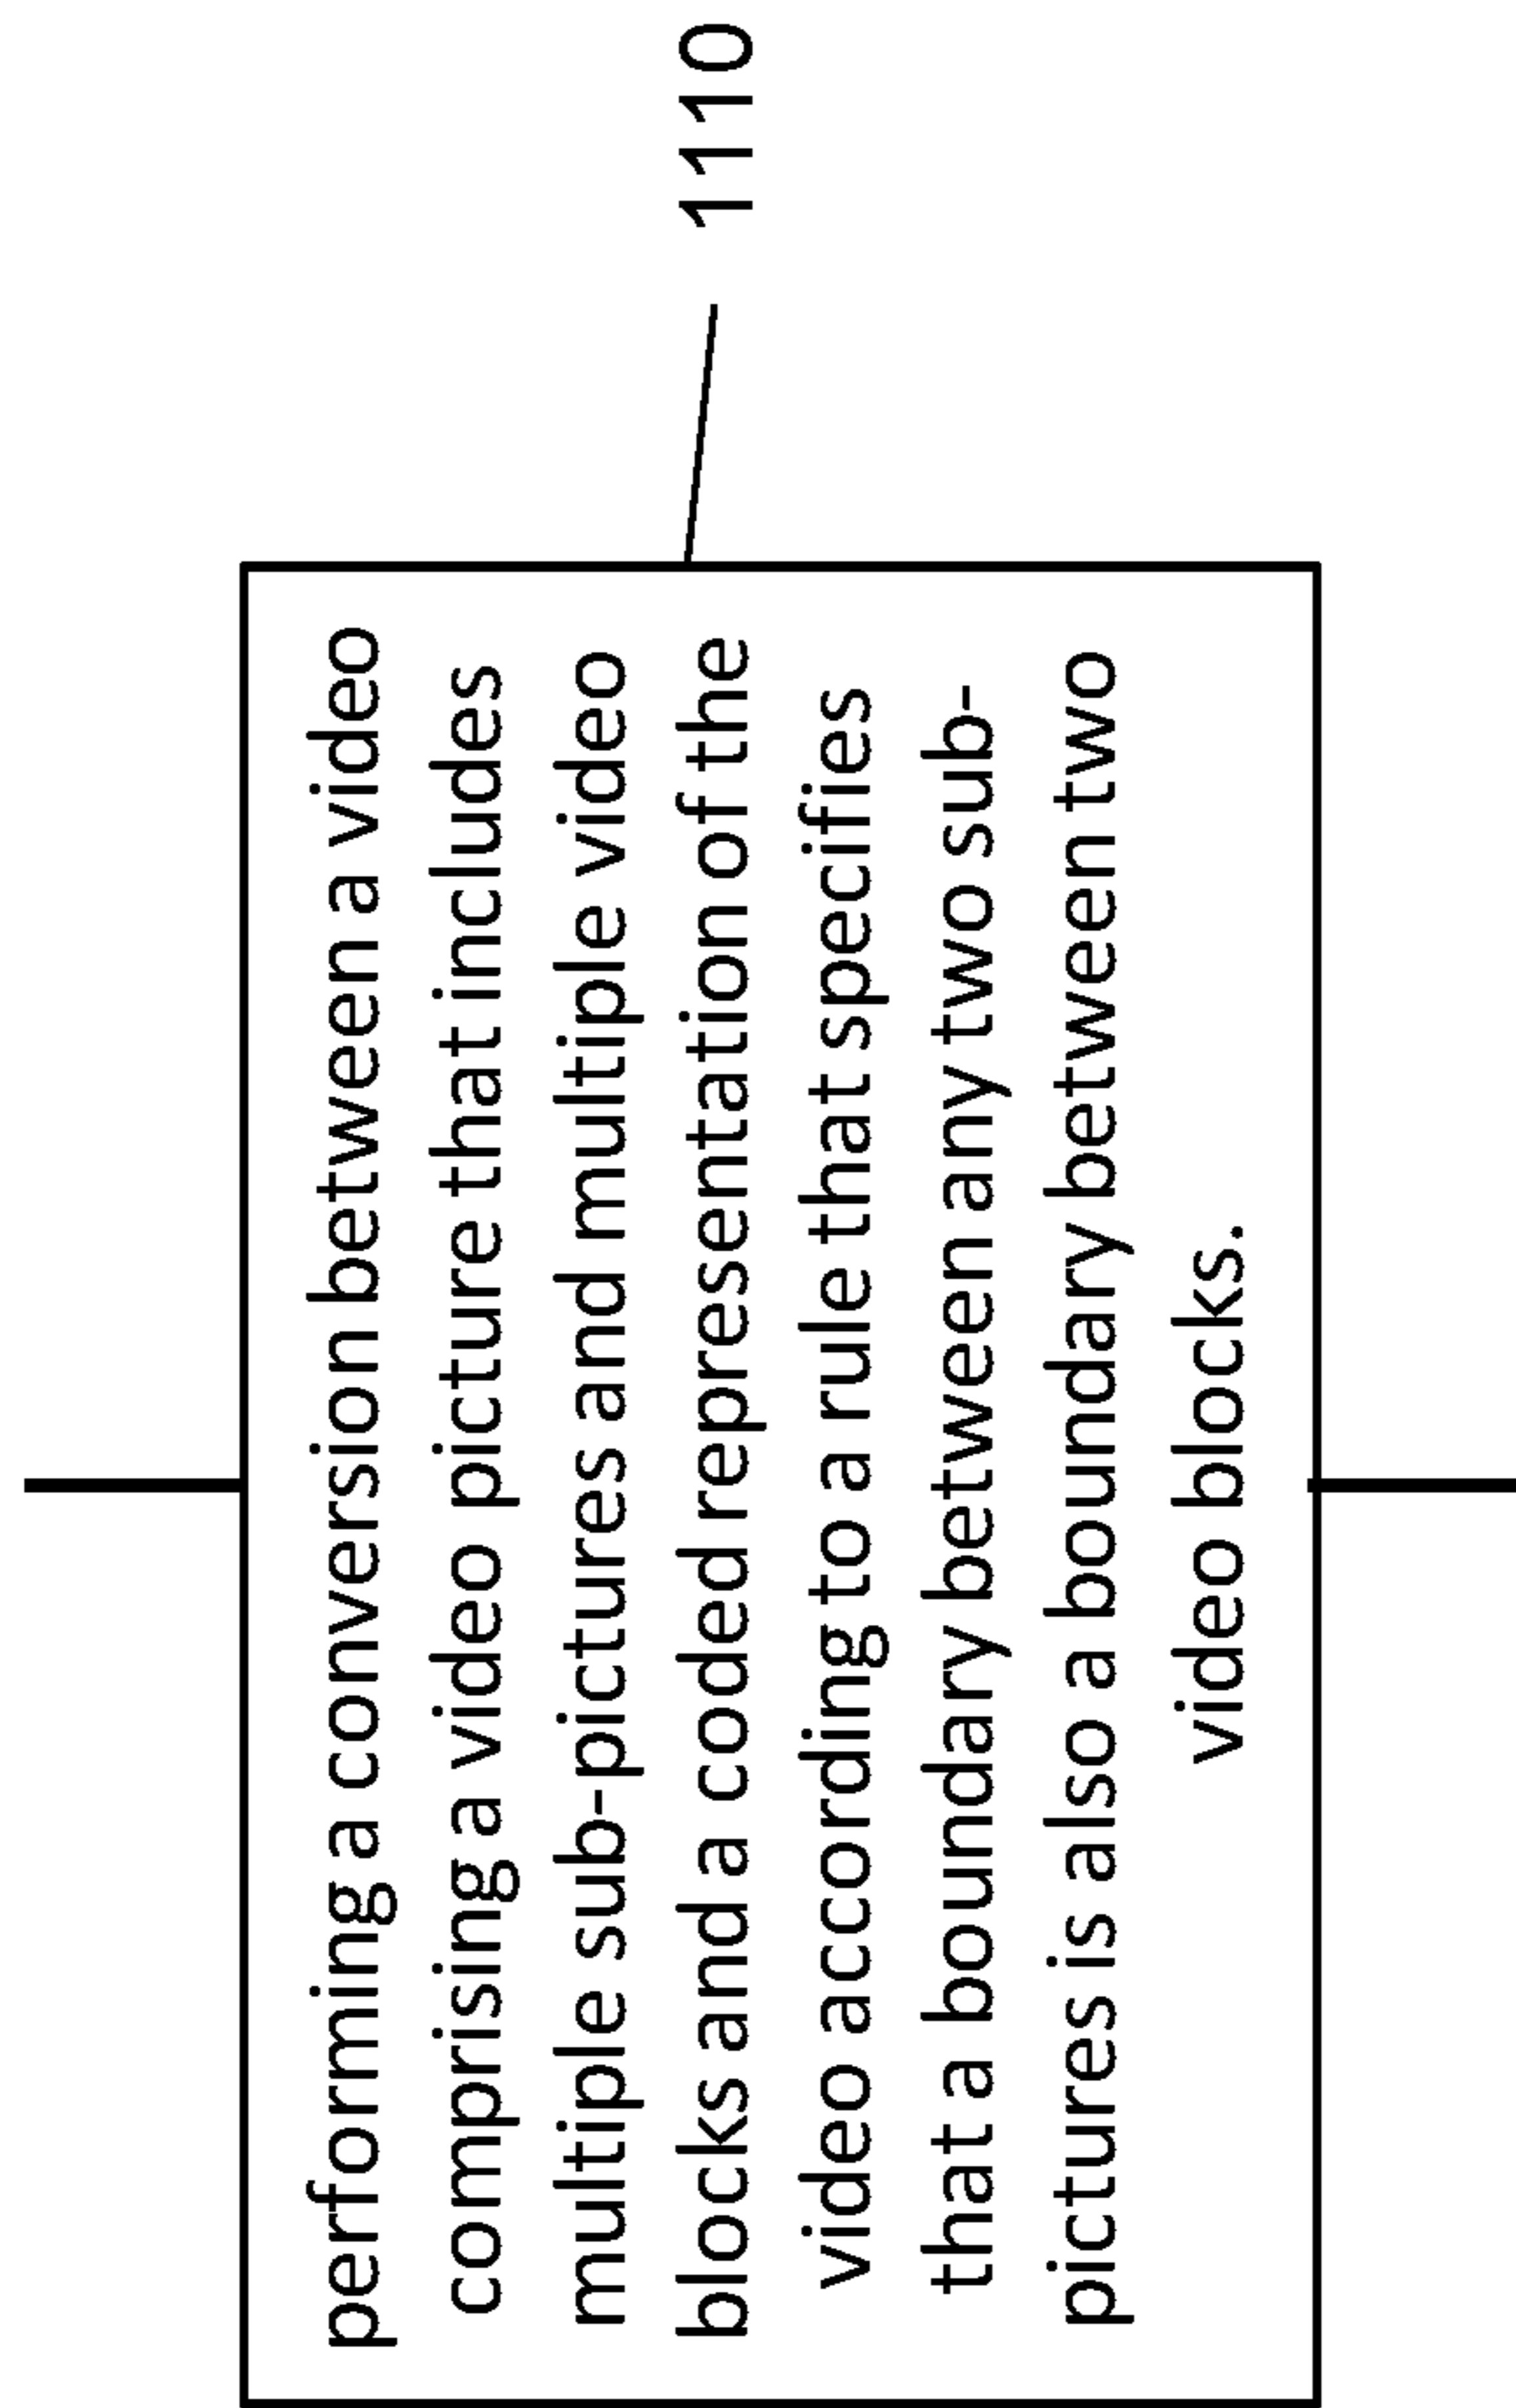 performing a conversion between a video
comprising a video picture that includes
multiple sub-pictures and multiple video
blocks and a coded representation of the
video according to a rule that specifies
that a boundary between any two sub-
pictures is also a boundary between two
video blocks.
1110